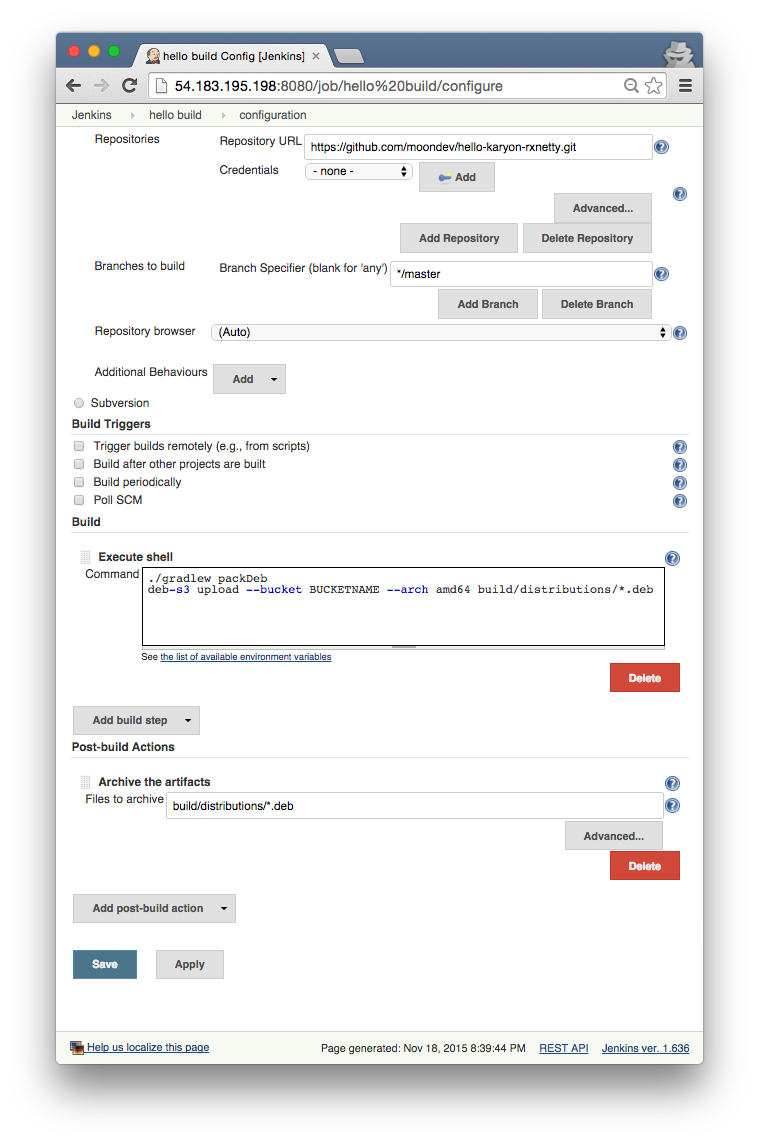 hello build Config [Jenkins]
54.183.195.198:8080/job/hello%20build/configure
Jenkins hello build configuration
Repositories Repository URL https://github.com/moondev/hello-karyon-rxnetty.git
Credentials - none - Add
Advanced...
Add Repository Delete Repository
Branches to build Branch Specifier (blank for 'any') */master
Add Branch Delete Branch
Repository browser (Auto)
Additional Behaviours Add
Subversion
Build Triggers
Trigger builds remotely (e.g., from scripts)
Build after other projects are built
Build periodically
Poll SCM
Build
Execute shell
Command ./gradlew packDeb
deb-s3 upload --bucket BUCKETNAME --arch amd64 build/distributions/*.deb
See the list of available environment variables
Delete
Add build step
Post-build Actions
Archive the artifacts
Files to archive build/distributions/*.deb
Advanced...
Delete
Add post-build action
Save Apply
Help us localize this page Page generated: Nov 18, 2015 8:39:44 PM REST API Jenkins ver. 1.636